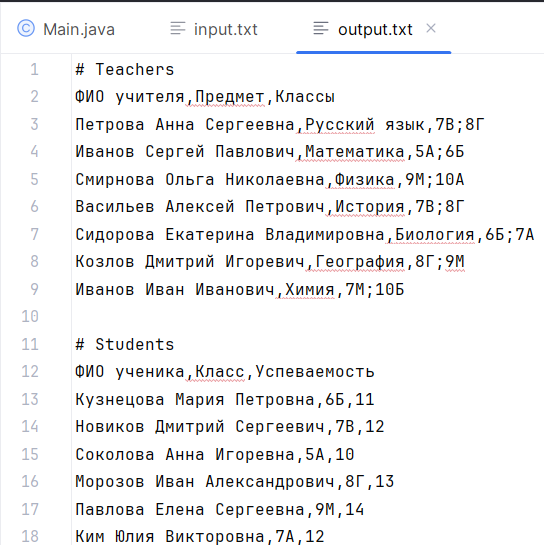 Main.java input.txt output.txt
1 # Teachers
2 ФИО учителя,Предмет,Классы
3 Петрова Анна Сергеевна,Русский язык,7В;8Г
4 Иванов Сергей Павлович,Математика,5А;6Б
5 Смирнова Ольга Николаевна,Физика,9М;10А
6 Васильев Алексей Петрович,История,7В;8Г
7 Сидорова Екатерина Владимировна,Биология,6Б;7А
8 Козлов Дмитрий Игоревич,География,8Г;9М
9 Иванов Иван Иванович,Химия,7М;10Б
10
11 # Students
12 ФИО ученика,Класс,Успеваемость
13 Кузнецова Мария Петровна,6Б,11
14 Новиков Дмитрий Сергеевич,7В,12
15 Соколова Анна Игоревна,5А,10
16 Морозов Иван Александрович,8Г,13
17 Павлова Елена Сергеевна,9М,14
18 Ким Юлия Викторовна,7А,12